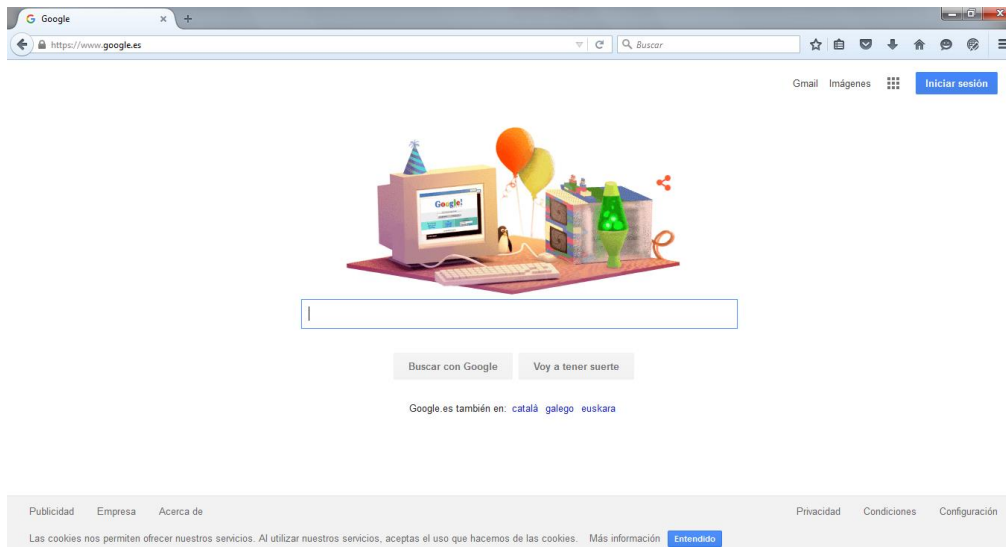 Google
https://www.google.es
Buscar
Gmail Imágenes Iniciar sesión
Google!
Buscar con Google Voy a tener suerte
Google.es también en: català galego euskara
Publicidad Empresa Acerca de Privacidad Condiciones Configuración
Las cookies nos permiten ofrecer nuestros servicios. Al utilizar nuestros servicios, aceptas el uso que hacemos de las cookies. Más información Entendido